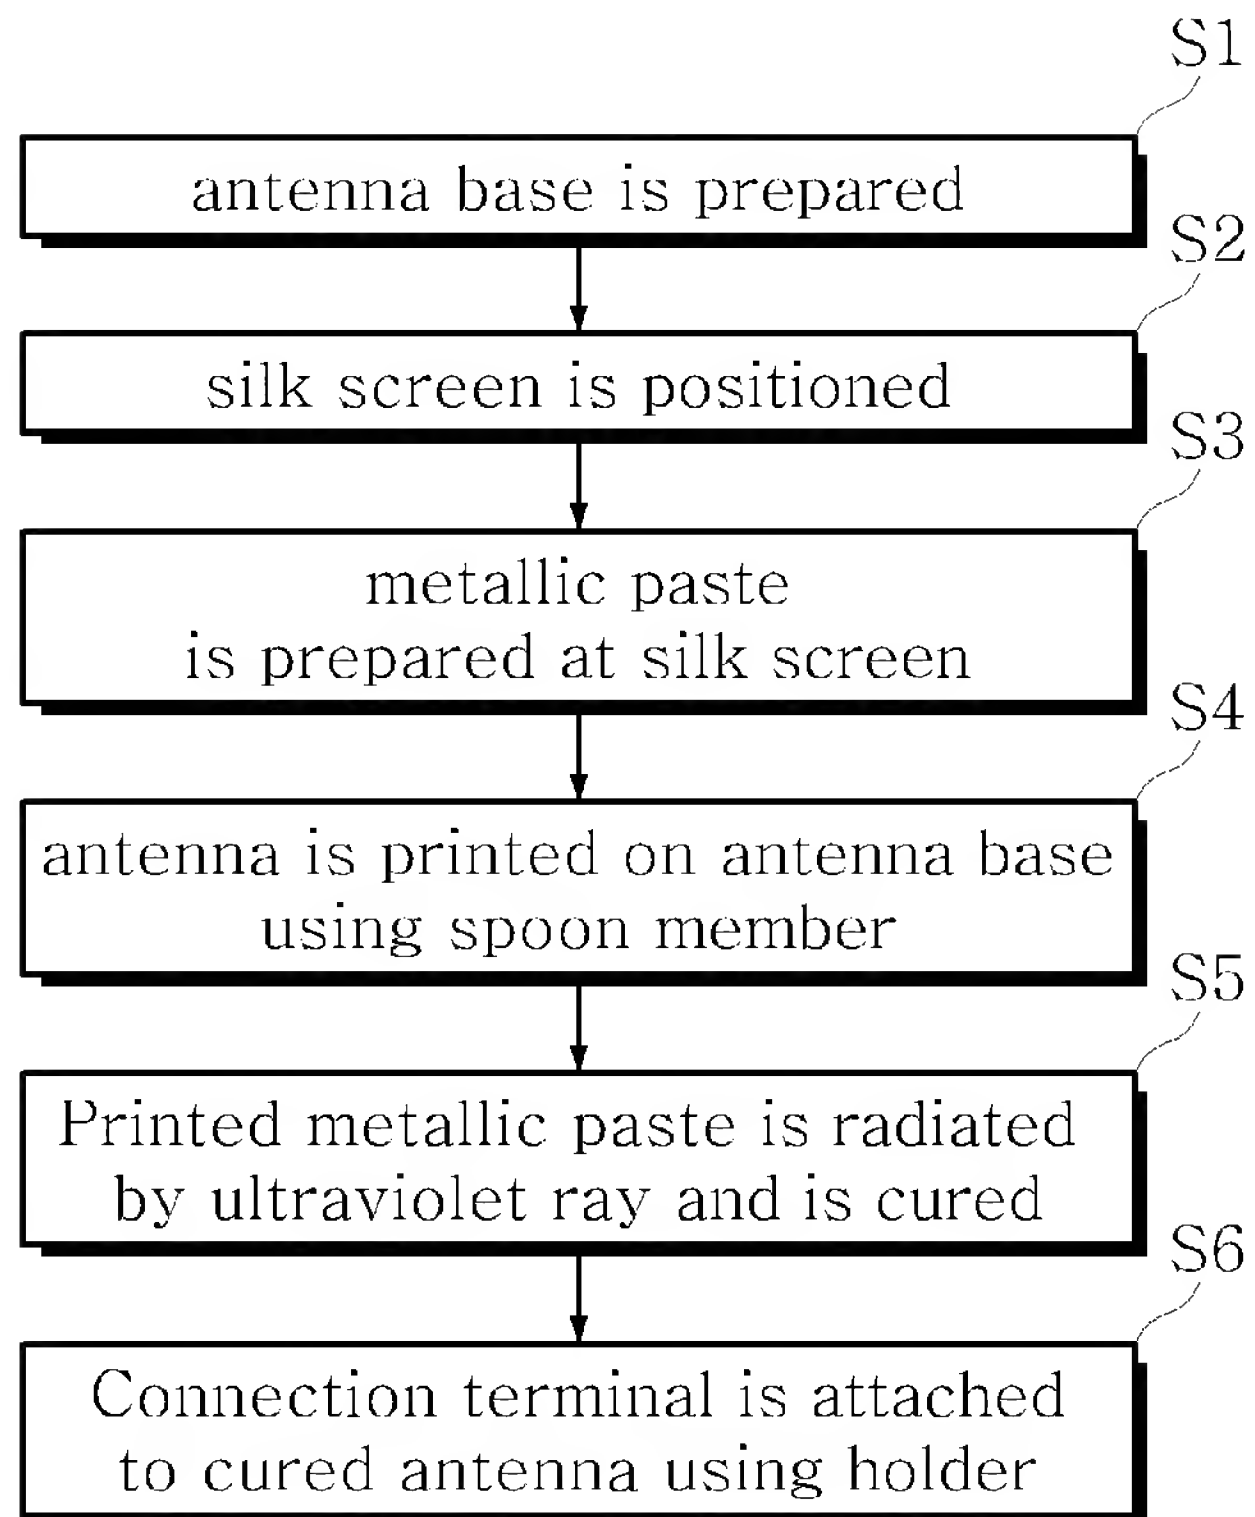 S1
antenna base is prepared
S2
silk screen is positioned
S3
metallic paste
is prepared at silk screen
S4
antenna is printed on antenna base
using spoon member
S5
Printed metallic paste is radiated
by ultraviolet ray and is cured
S6
Connection terminal is attached
to cured antenna using holder